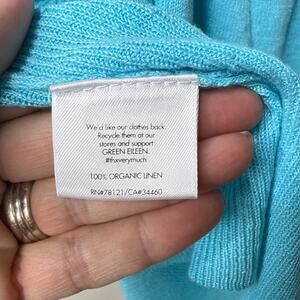 We'd like our clothes back.
Recycle them at our
stores and support
GREEN EILEEN.
#thxverymuch
100% ORGANIC LINEN
RN#78121/CA#34460